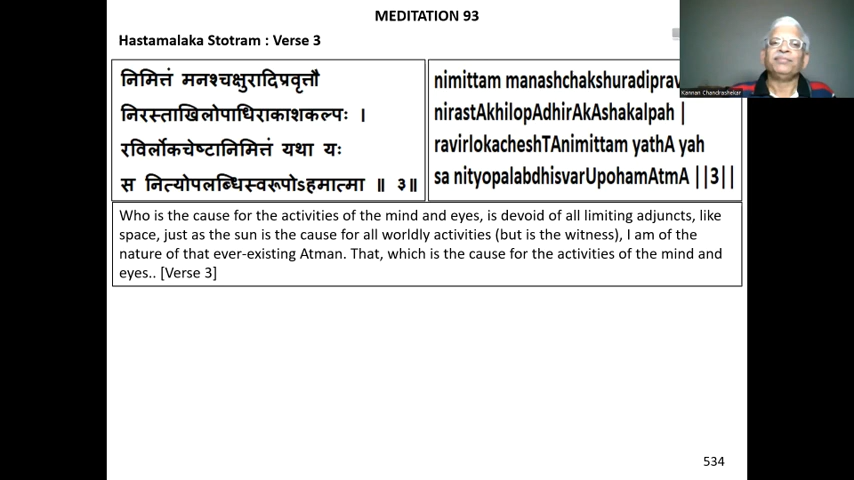 MEDITATION 93
Hastamalaka Stotram : Verse 3
निमित्तं मनश्चक्षुरादिप्रवृत्तौ
निरस्ताखिलोपाधिराकाशकल्पः ।
रविर्लोकचेष्टानिमित्तं यथा यः
स नित्योपलब्धिस्वरूपोऽहमात्मा ॥ ३॥
nimittam manashchakshuradiprav
nirastAkhilopAdhirAkAshakalpah |
ravirlokacheshTAnimittam yathA yah
sa nityopalabdhisvarUpohamAtmA ||3||
Who is the cause for the activities of the mind and eyes, is devoid of all limiting adjuncts, like
space, just as the sun is the cause for all worldly activities (but is the witness), I am of the
nature of that ever-existing Atman. That, which is the cause for the activities of the mind and
eyes.. [Verse 3]
Kannan Chandrashekar
534